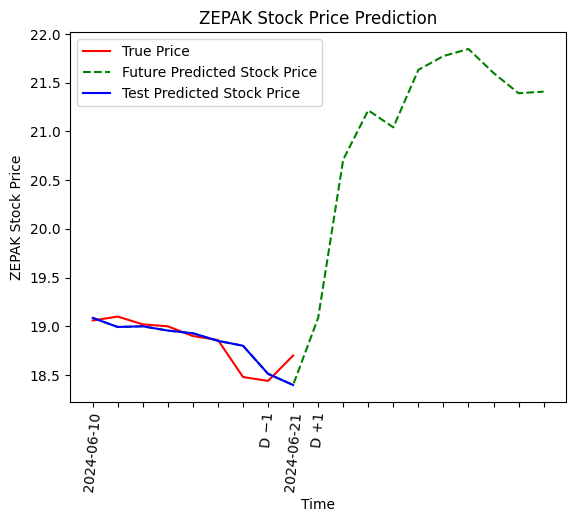 ZEPAK Stock Price Prediction
True Price
Future Predicted Stock Price
Test Predicted Stock Price
ZEPAK Stock Price
22.0
21.5
21.0
20.5
20.0
19.5
19.0
18.5
2024-06-10
D −1
2024-06-21
D +1
Time